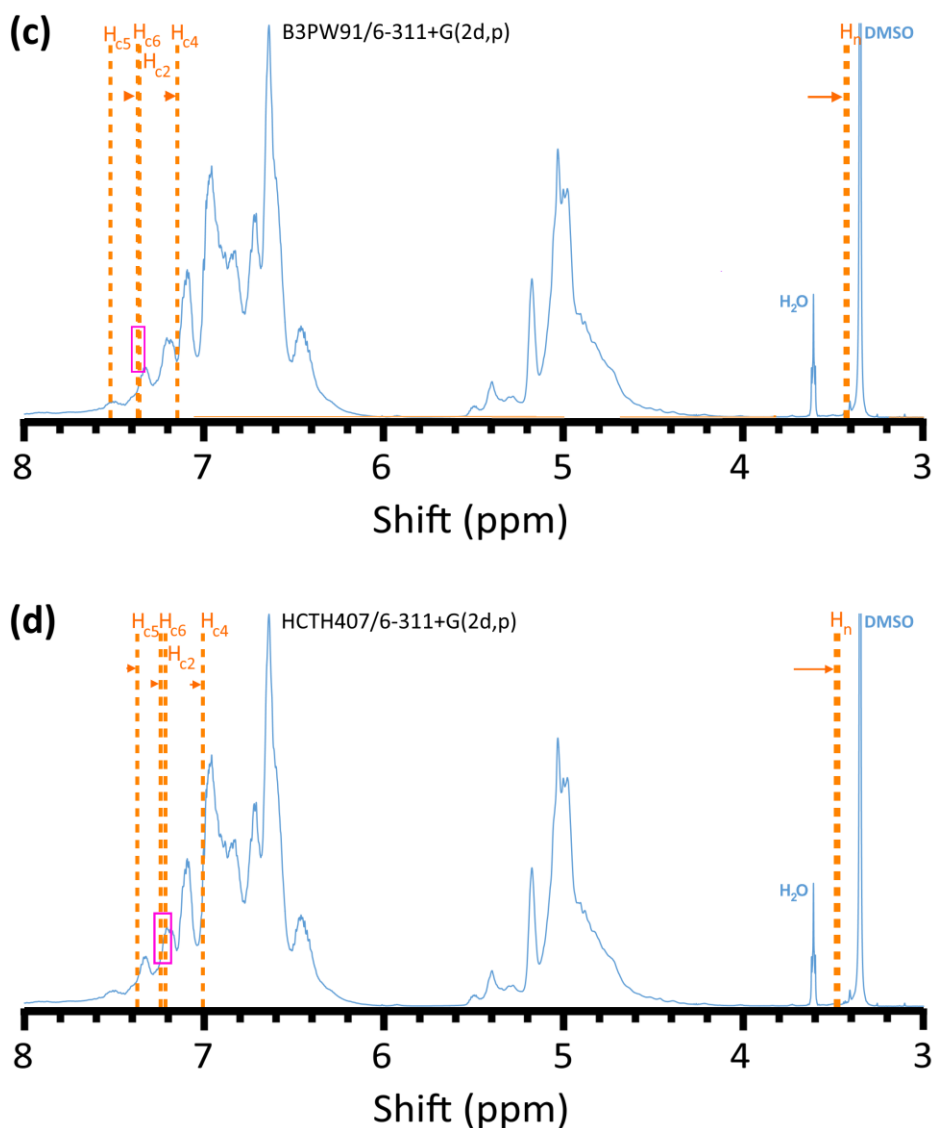 (c)
B3PW91/6-311+G(2d,p)
Hc5 Hc6 Hc4 Hn DMSO
Hc2
H2O
8 7 6 5 4 3
Shift (ppm)
(d)
HCTH407/6-311+G(2d,p)
Hc5 Hc6 Hc4 Hn DMSO
Hc2
H2O
8 7 6 5 4 3
Shift (ppm)